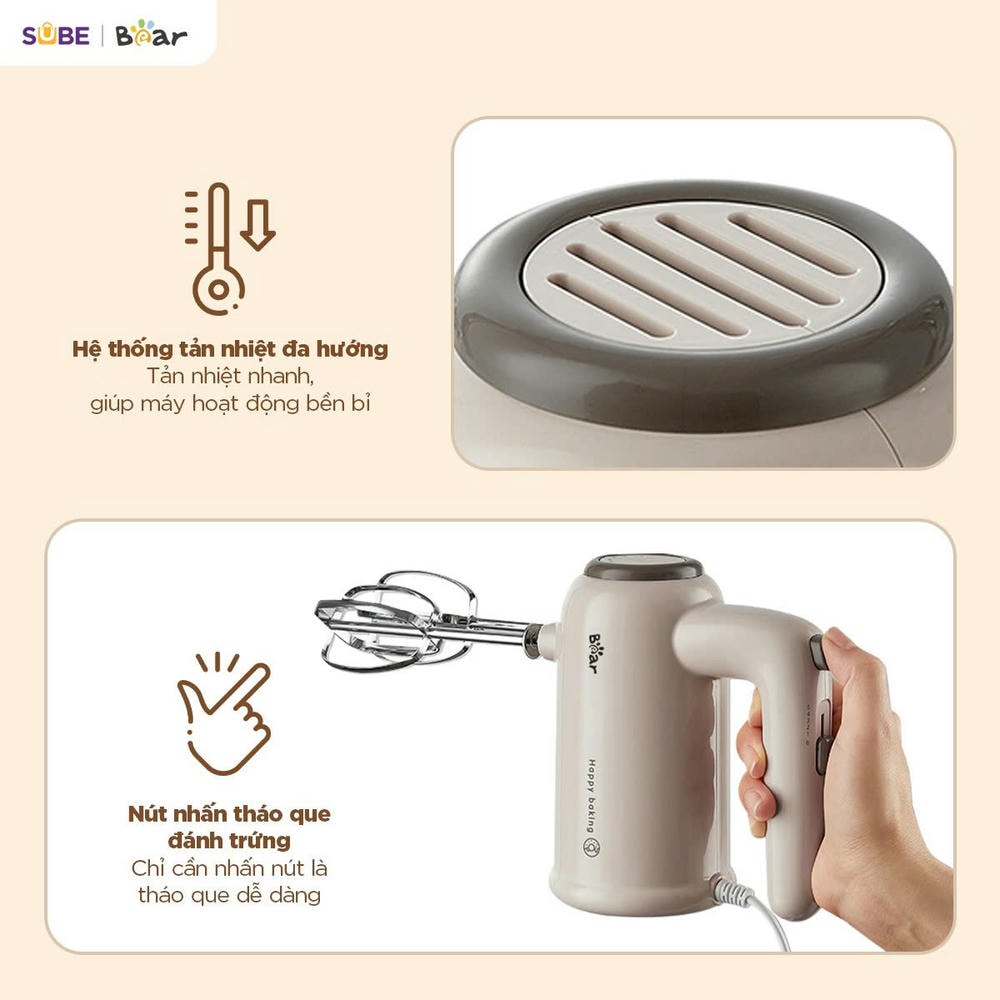 SUBE | Bear
Hệ thống tản nhiệt đa hướng
Tản nhiệt nhanh,
giúp máy hoạt động bền bỉ
Bear
Happy baking
Nút nhấn tháo que
đánh trứng
Chỉ cần nhấn nút là
tháo que dễ dàng